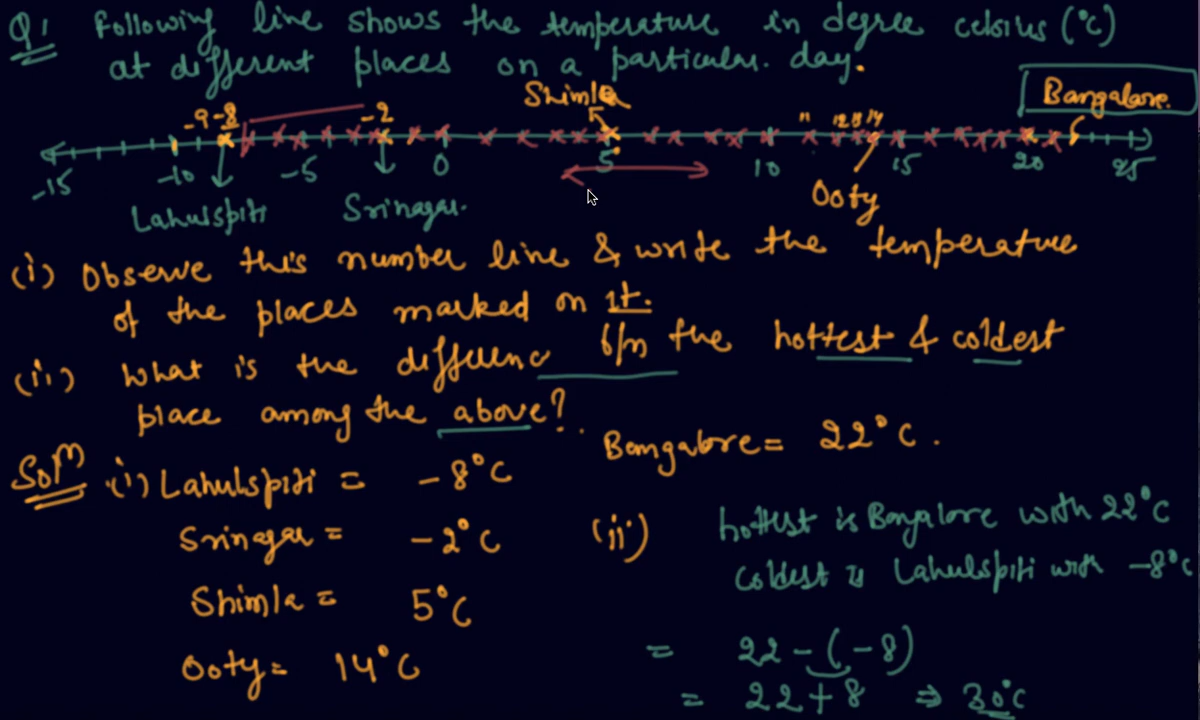 Q1 Following line shows the temperature in degree celsius (°C)
at different places on a particular day.
Shimla
Bangalore.
-9 -8 -2 11 12 13 14
-15 -10 -5 0 5 10 15 20 25
Lahulspiti Srinagar. Ooty
(i) Observe this number line & write the temperature
of the places marked on it.
(ii) What is the difference b/n the hottest & coldest
place among the above?
Soln (i) Lahulspiti = -8°C
Bangalore = 22°C.
Srinagar = -2°C
Shimla = 5°C
Ooty = 14°C
(ii) hottest is Bangalore with 22°C
coldest is Lahulspiti with -8°C
= 22-(-8)
= 22+8 ⇒ 30°C